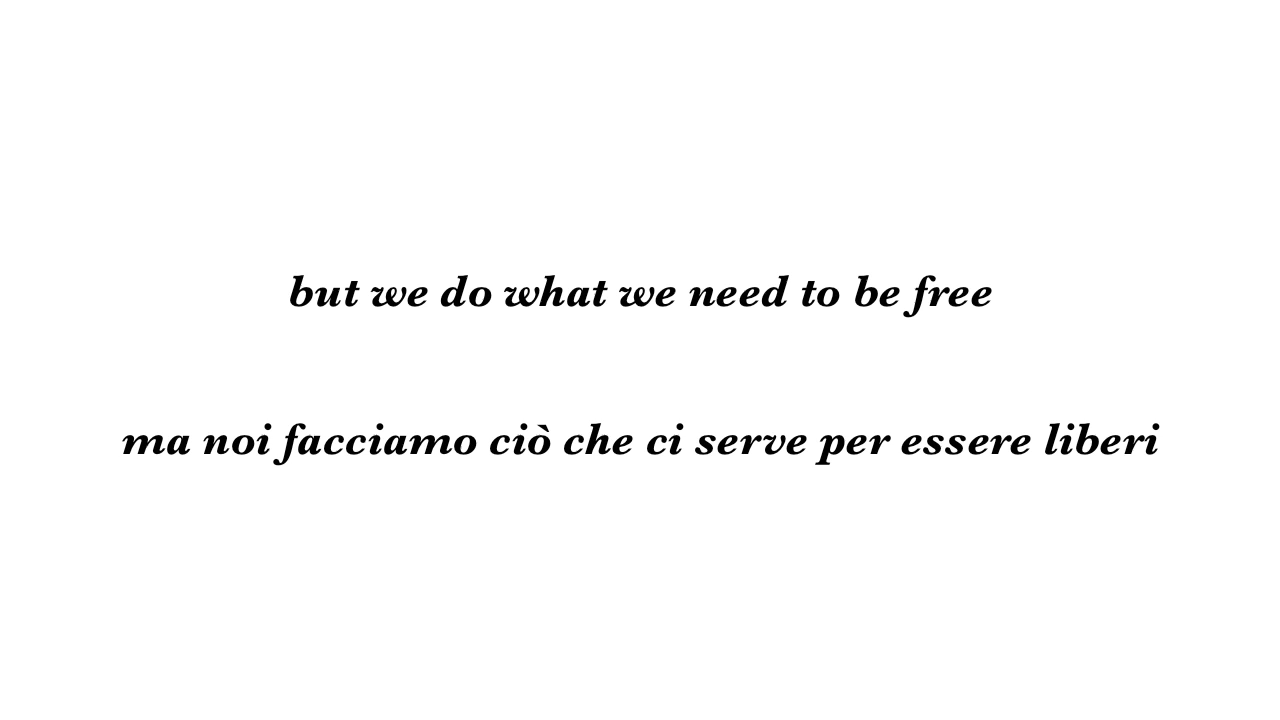 but we do what we need to be free
ma noi facciamo ciò che ci serve per essere liberi